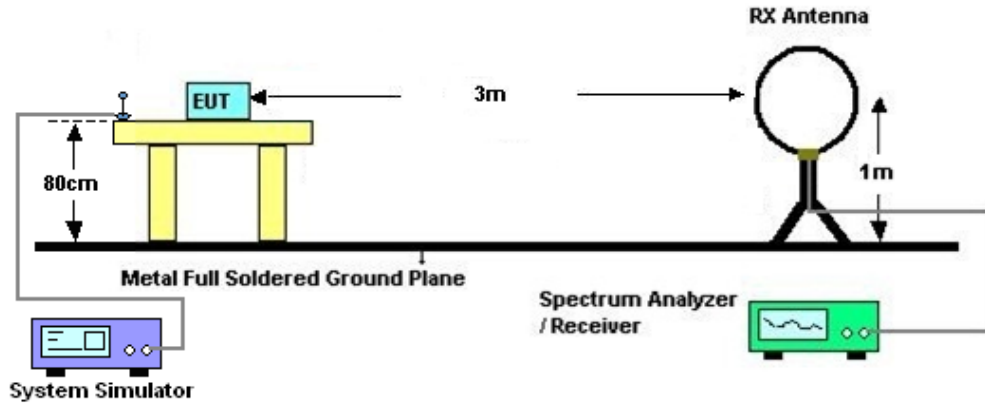 RX Antenna
EUT
3m
80cm
1m
Metal Full Soldered Ground Plane
Spectrum Analyzer
/ Receiver
System Simulator